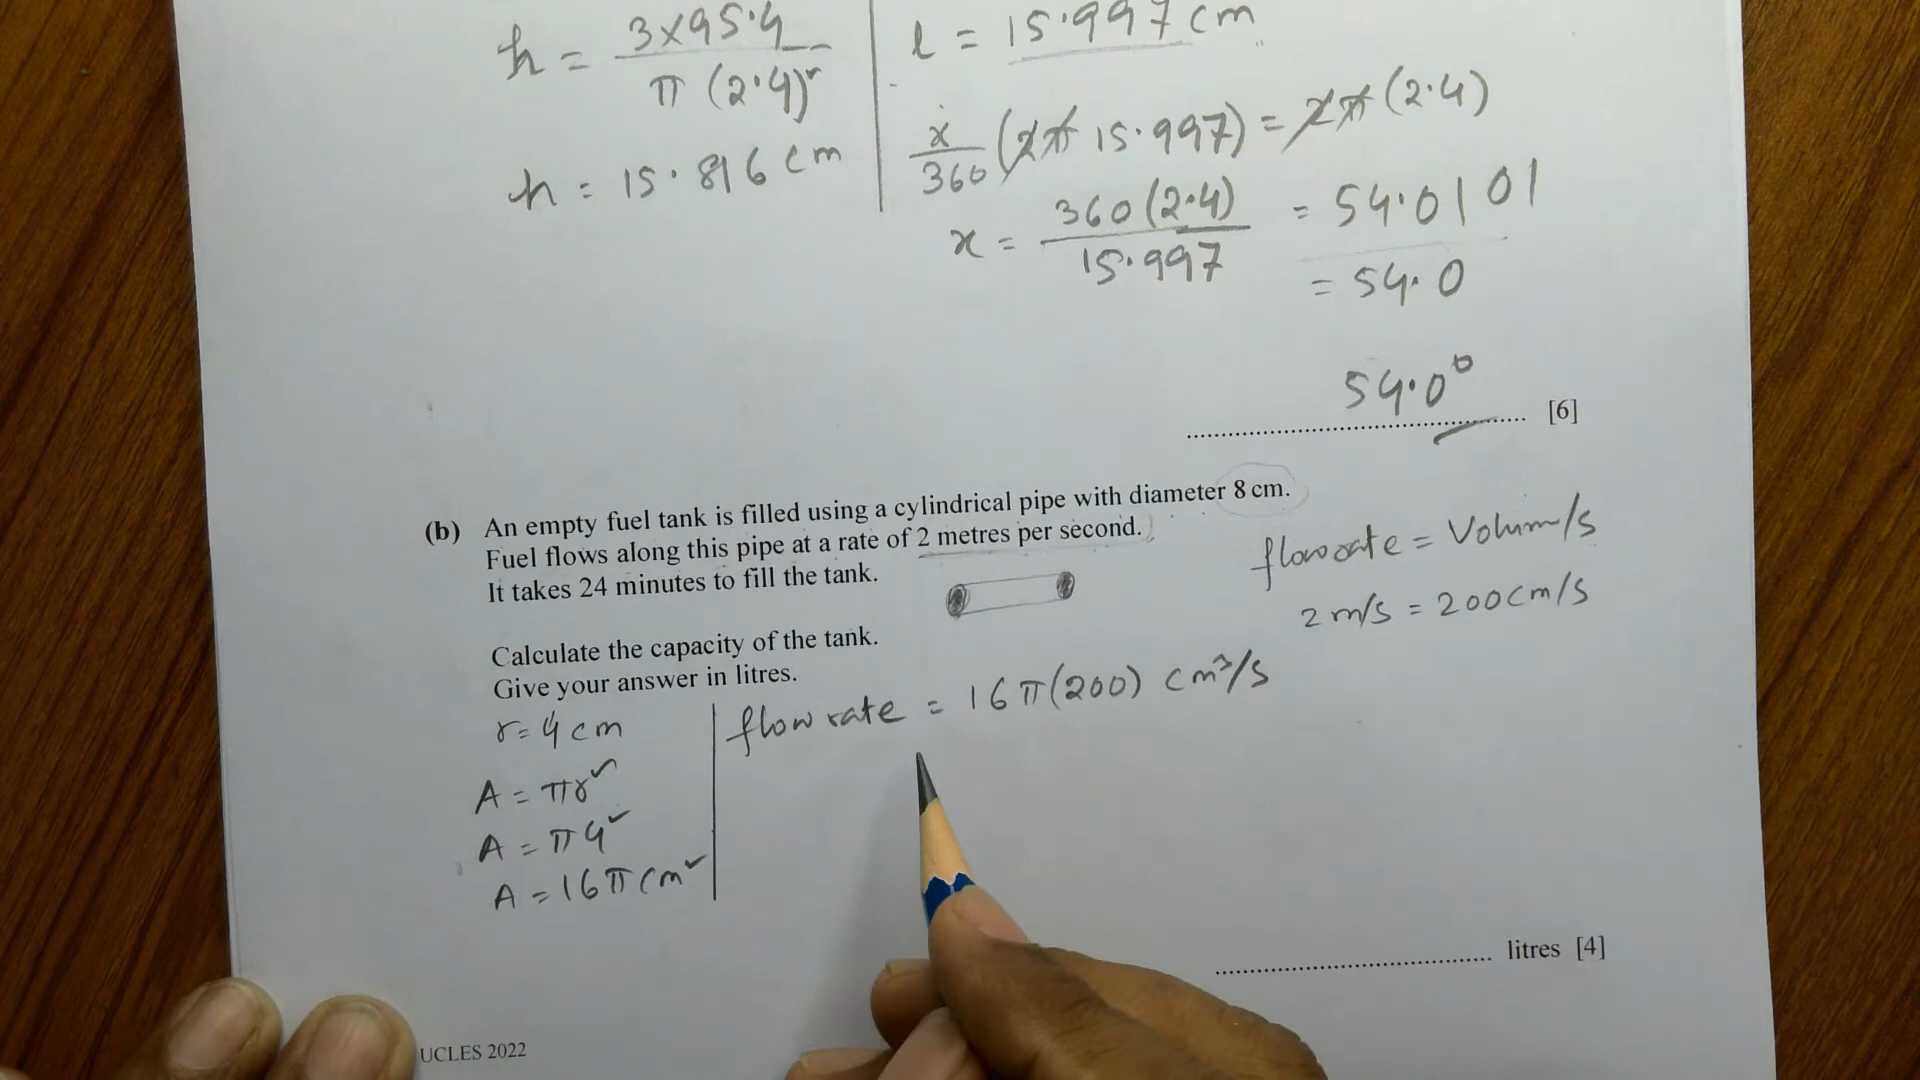 h = 3×95.4 / π (2.4)²
h = 15.816 cm
l = 15.997 cm
x/360 (2π 15.997) = 2π (2.4)
x = 360 (2.4) / 15.997 = 54.0101
= 54.0
54.0°
[6]
(b) An empty fuel tank is filled using a cylindrical pipe with diameter 8 cm.
Fuel flows along this pipe at a rate of 2 metres per second.
It takes 24 minutes to fill the tank.
flow rate = Volum/s
2 m/s = 200 cm/s
Calculate the capacity of the tank.
Give your answer in litres.
r = 4 cm
A = πr²
A = π4²
A = 16π cm²
flow rate = 16π(200) cm³/s
litres [4]
UCLES 2022